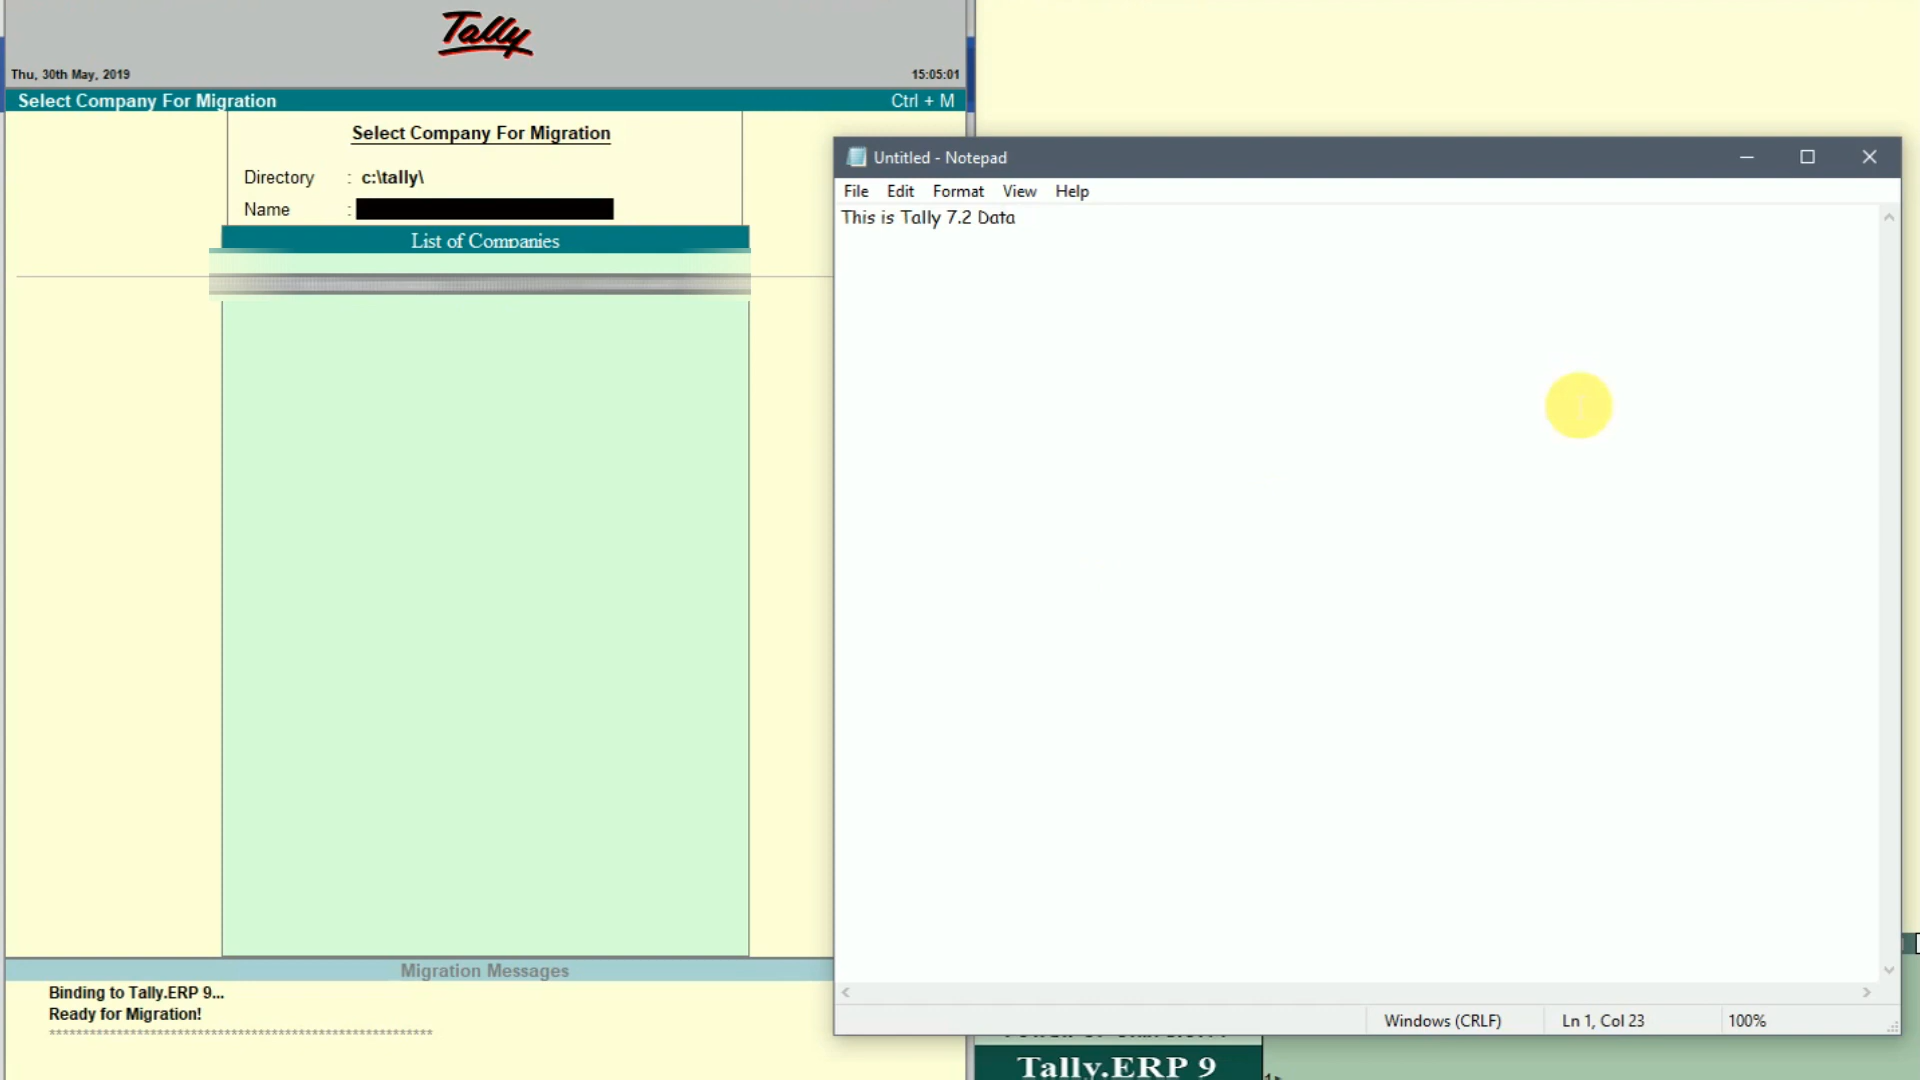 Tally
Thu, 30th May, 2019
15:05:01
Select Company For Migration
Ctrl + M
Select Company For Migration
Directory : c:\tally\
Name :
List of Companies
Migration Messages
Binding to Tally.ERP 9...
Ready for Migration!
*********************************************************
Untitled - Notepad
File Edit Format View Help
This is Tally 7.2 Data
Windows (CRLF)
Ln 1, Col 23
100%
Tally.ERP 9